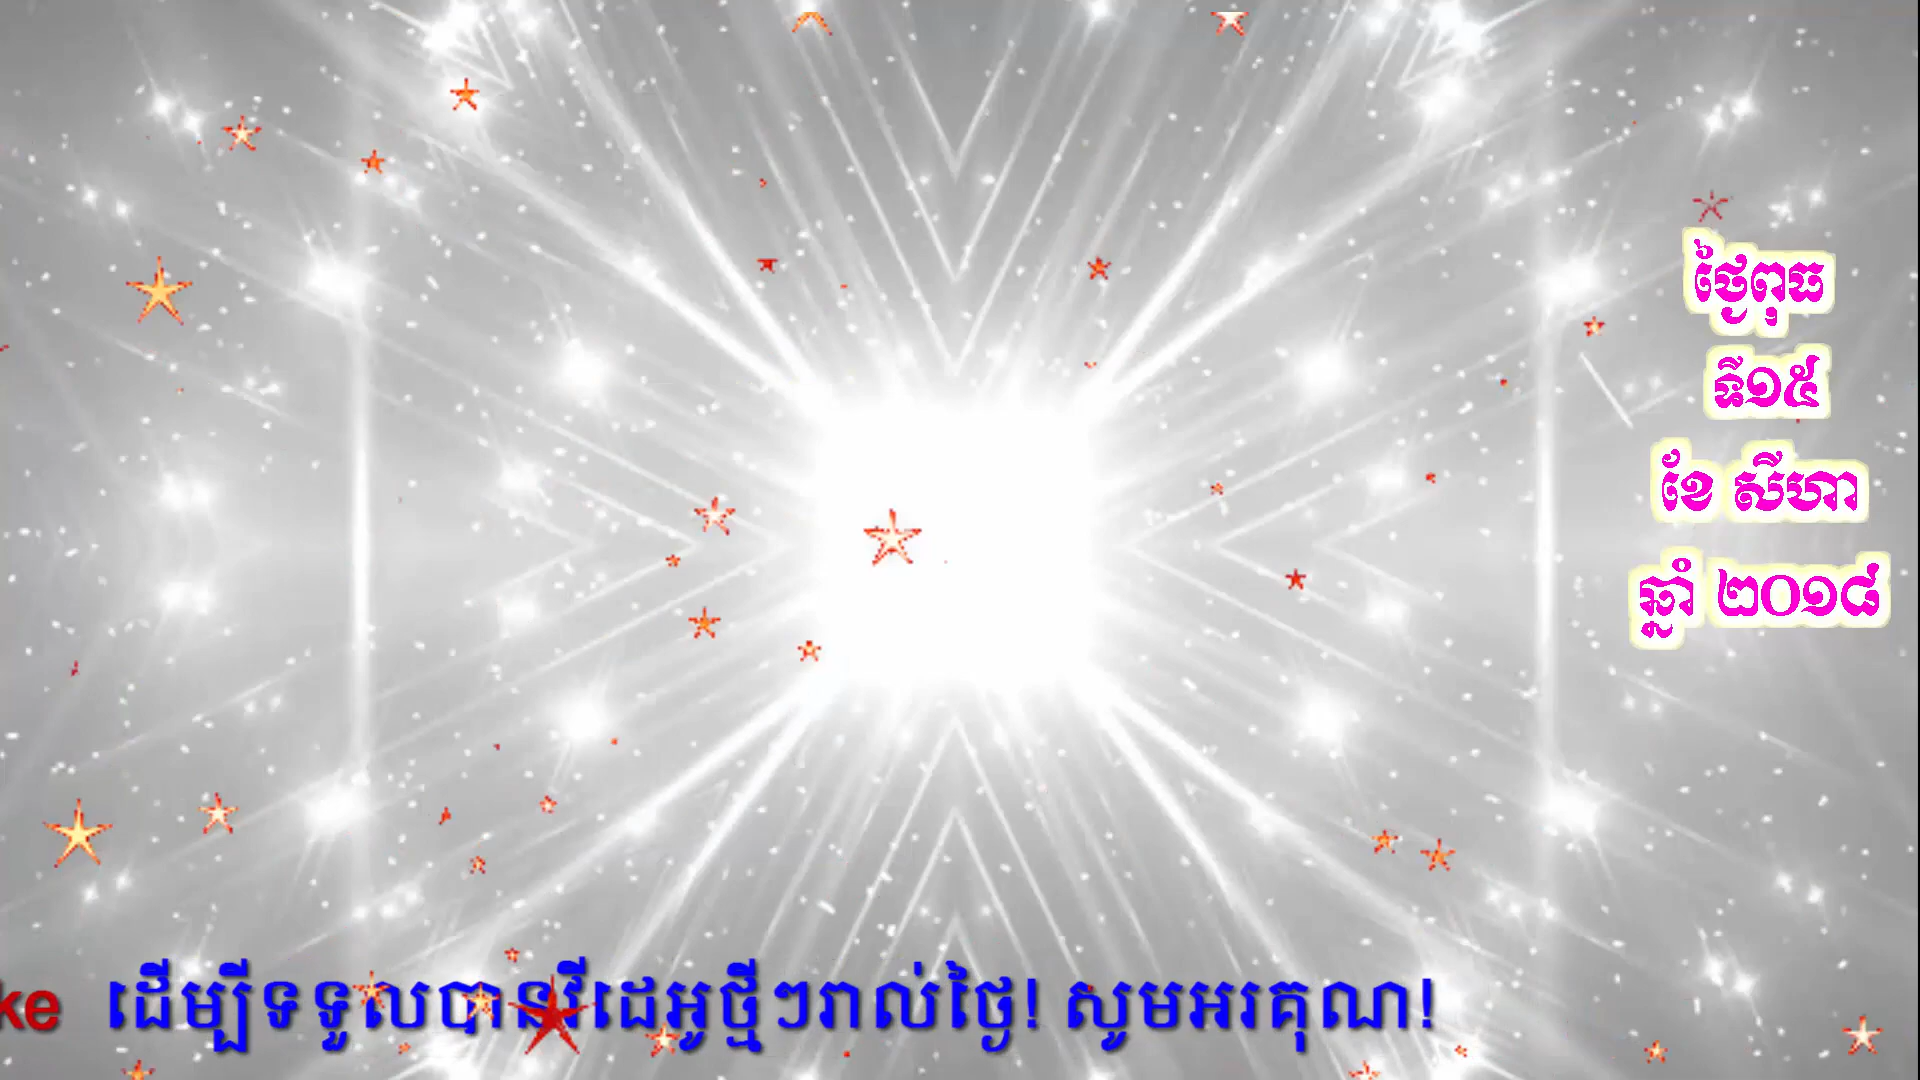 ថ្ងៃពុធ
ទី១៥
ខែ សីហា
ឆ្នាំ ២០១៨
ke ដើម្បីទទួលបានវីដេអូថ្មីៗរាល់ថ្ងៃ! សូមអរគុណ!